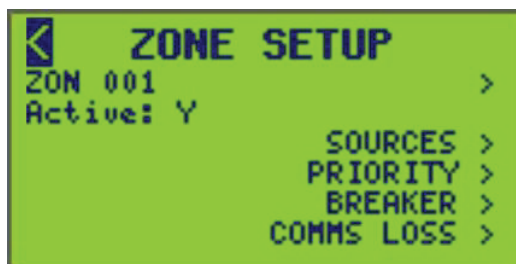 < ZONE SETUP
ZON 001 >
Active: Y
SOURCES >
PRIORITY >
BREAKER >
COMMS LOSS >